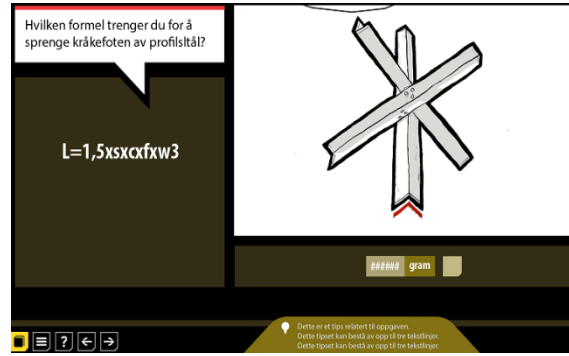 Hvilken formel trenger du for å
sprenge kråkefoten av profilsltål?
L=1,5xsxcxfxw3
###### gram
Dette er et tips relatert til oppgaven.
Dette tipset kan bestå av opp til tre tekstlinjer.
Dette tipset kan bestå av opp til tre tekstlinjer.
?